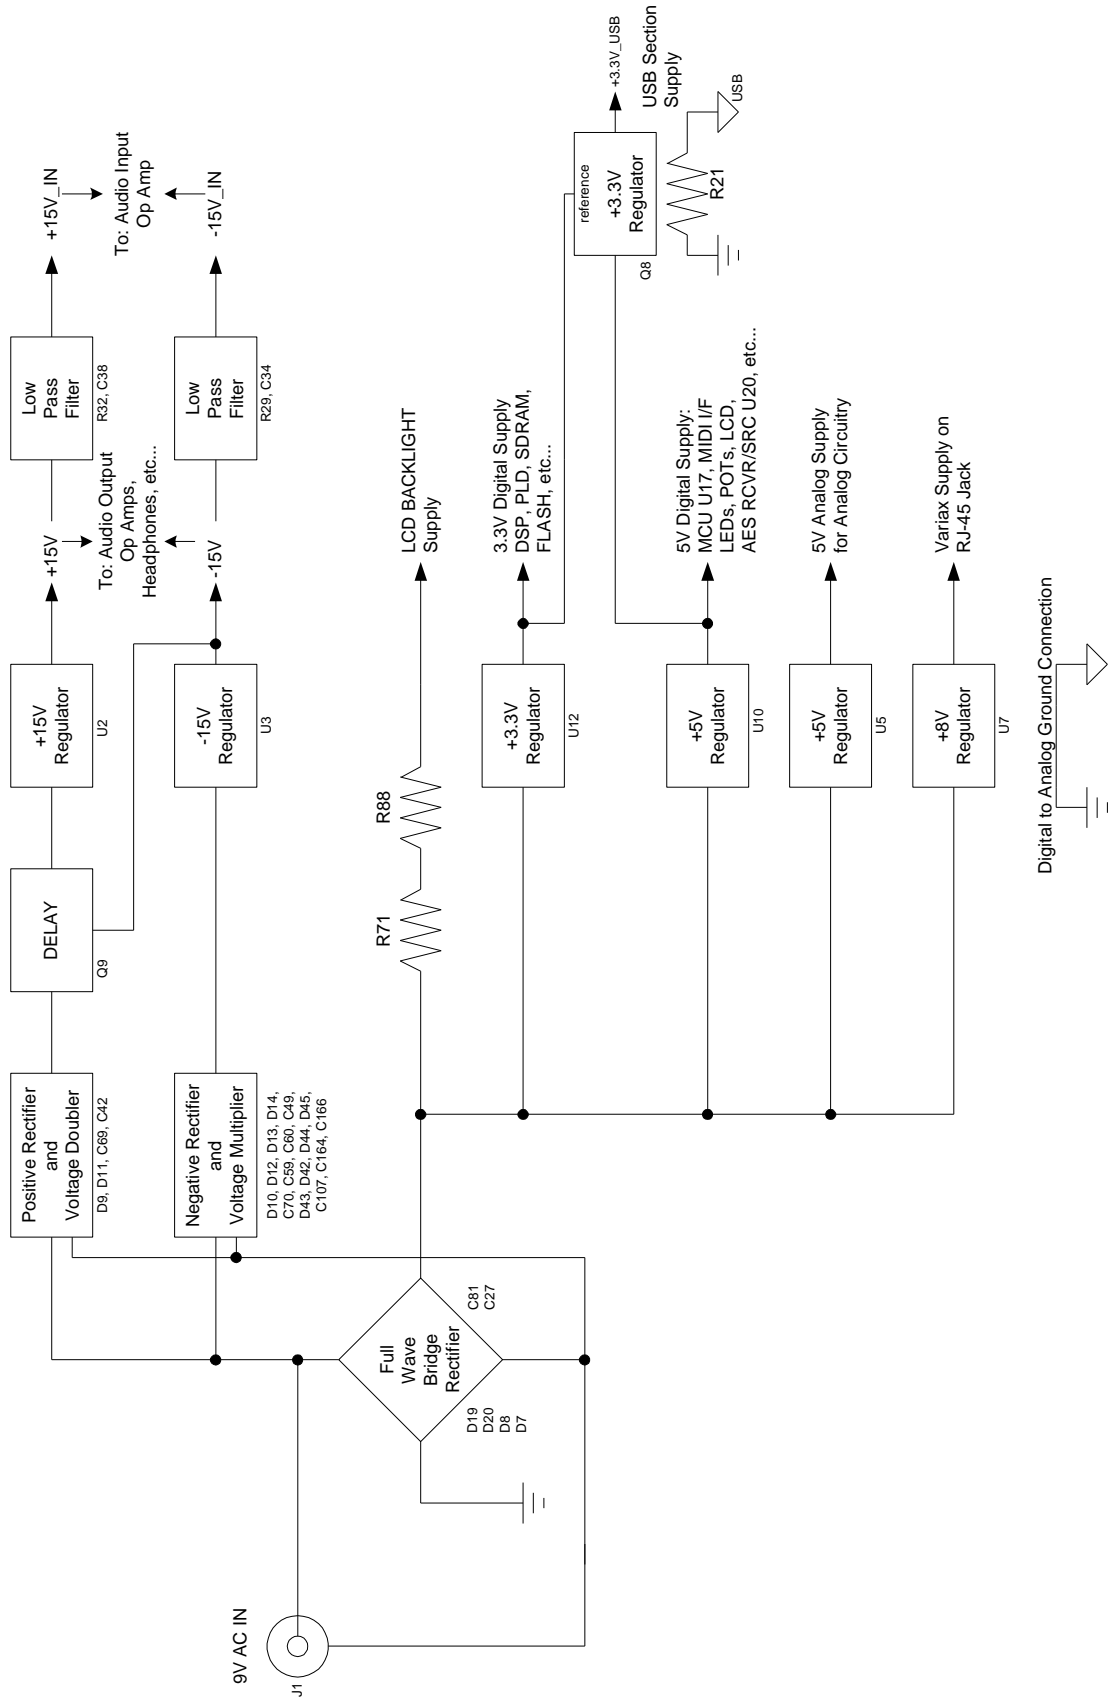 9V AC IN
J1
Full
Wave
Bridge
Rectifier
D19
D20
D8
D7
C81
C27
Positive Rectifier
and
Voltage Doubler
D9, D11, C69, C42
Negative Rectifier
and
Voltage Multiplier
D10, D12, D13, D14,
C70, C59, C60, C49,
D43, D42, D44, D45,
C107, C164, C166
DELAY
Q9
+15V
Regulator
U2
-15V
Regulator
U3
+15V
To: Audio Output
Op Amps,
Headphones, etc...
-15V
Low
Pass
Filter
R32, C38
Low
Pass
Filter
R29, C34
+15V_IN
To: Audio Input
Op Amp
-15V_IN
R71
R88
LCD BACKLIGHT
Supply
+3.3V
Regulator
U12
3.3V Digital Supply
DSP, PLD, SDRAM,
FLASH, etc...
reference
+3.3V
Regulator
Q8
+3.3V_USB
USB Section
Supply
R21
USB
+5V
Regulator
U10
5V Digital Supply:
MCU U17, MIDI I/F
LEDs, POTs, LCD,
AES RCVR/SRC U20, etc...
+5V
Regulator
U5
5V Analog Supply
for Analog Circuitry
+8V
Regulator
U7
Variax Supply on
RJ-45 Jack
Digital to Analog Ground Connection